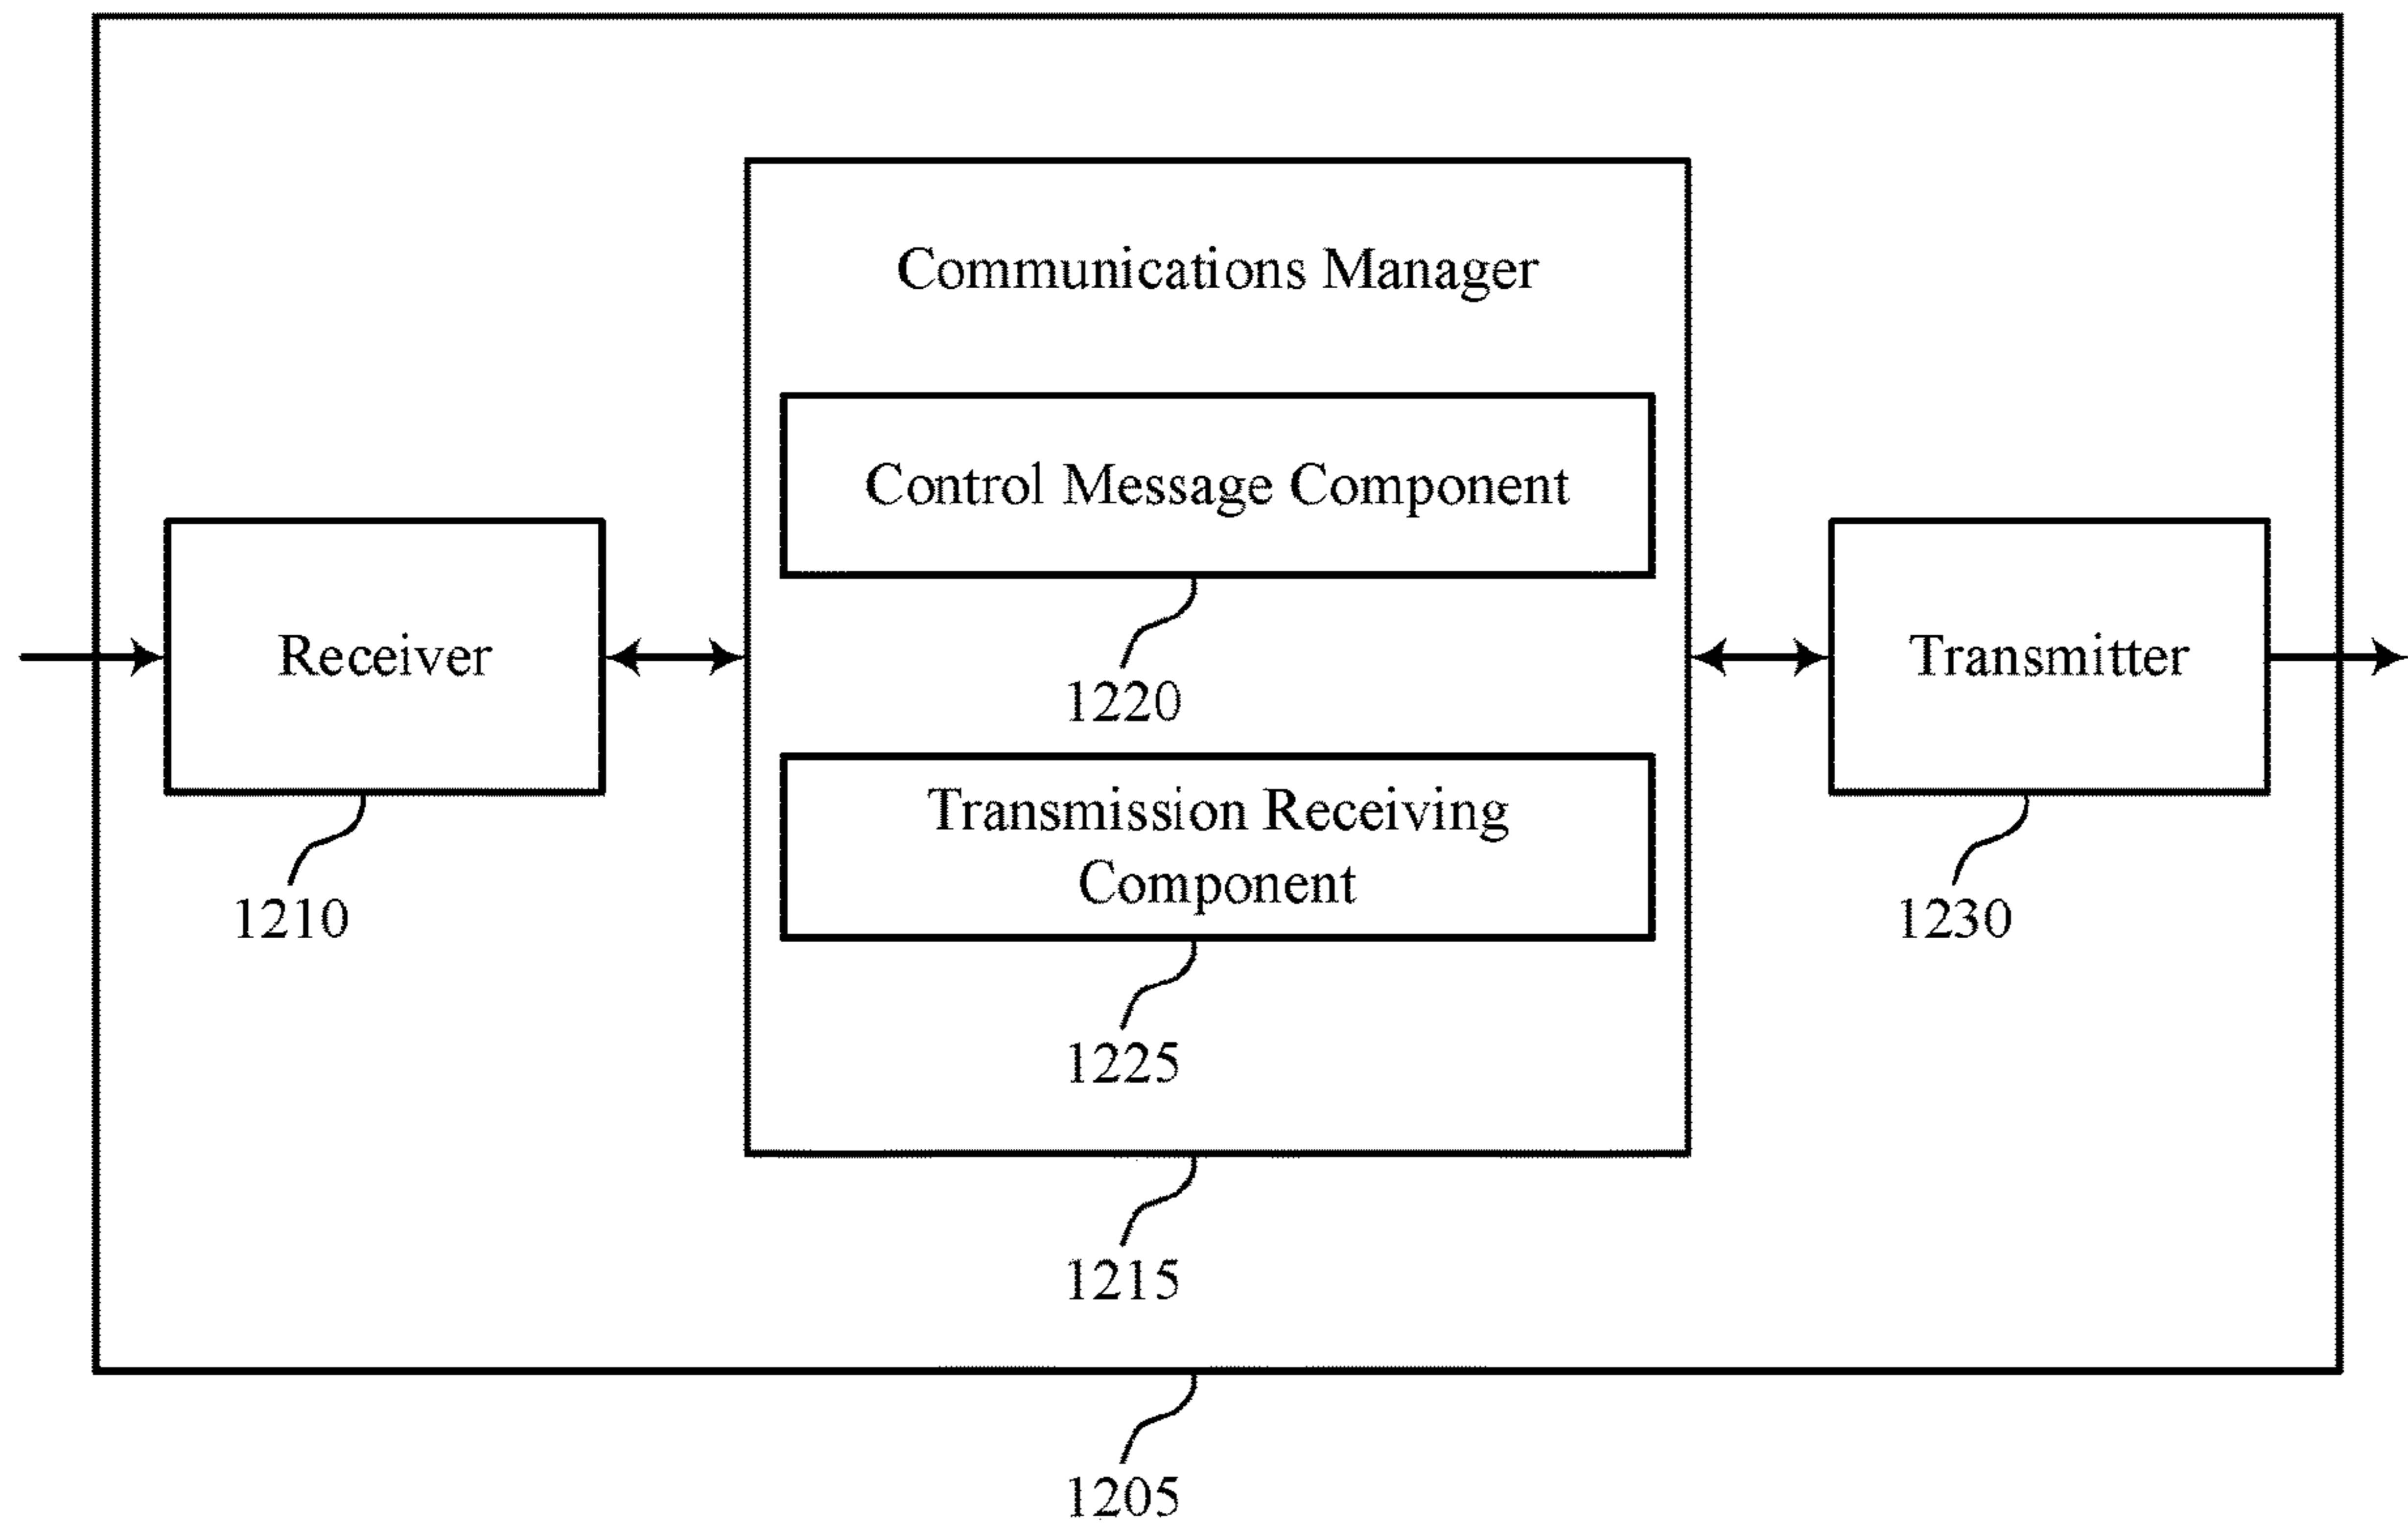 Communications Manager
Control Message Component
1220
Receiver
1210
Transmission Receiving
Component
1225
Transmitter
1230
1215
1205